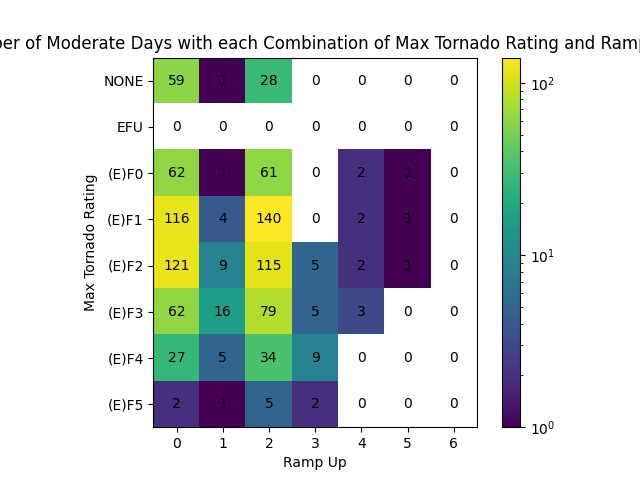 ber of Moderate Days with each Combination of Max Tornado Rating and Ramp
NONE 59 1 28 0 0 0 0
EFU 0 0 0 0 0 0 0
(E)F0 62 1 61 0 2 1 0
(E)F1 116 4 140 0 2 1 0
(E)F2 121 9 115 5 2 1 0
(E)F3 62 16 79 5 3 0 0
(E)F4 27 5 34 9 0 0 0
(E)F5 2 1 5 2 0 0 0
0 1 2 3 4 5 6
Ramp Up
Max Tornado Rating
10²
10¹
10⁰